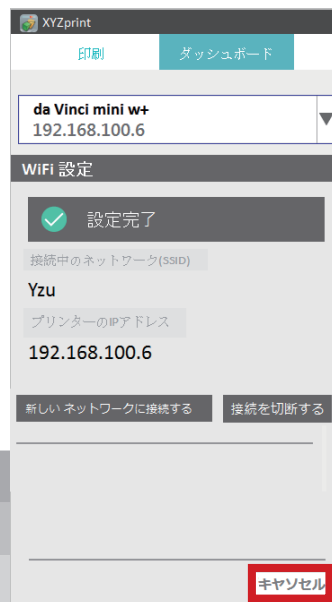 XYZprint
印刷 ダッシュボード
da Vinci mini w+
192.168.100.6
WiFi 設定
設定完了
接続中のネットワーク(SSID)
Yzu
プリンターのIPアドレス
192.168.100.6
新しい ネットワークに接続する 接続を切断する
キヤソセル